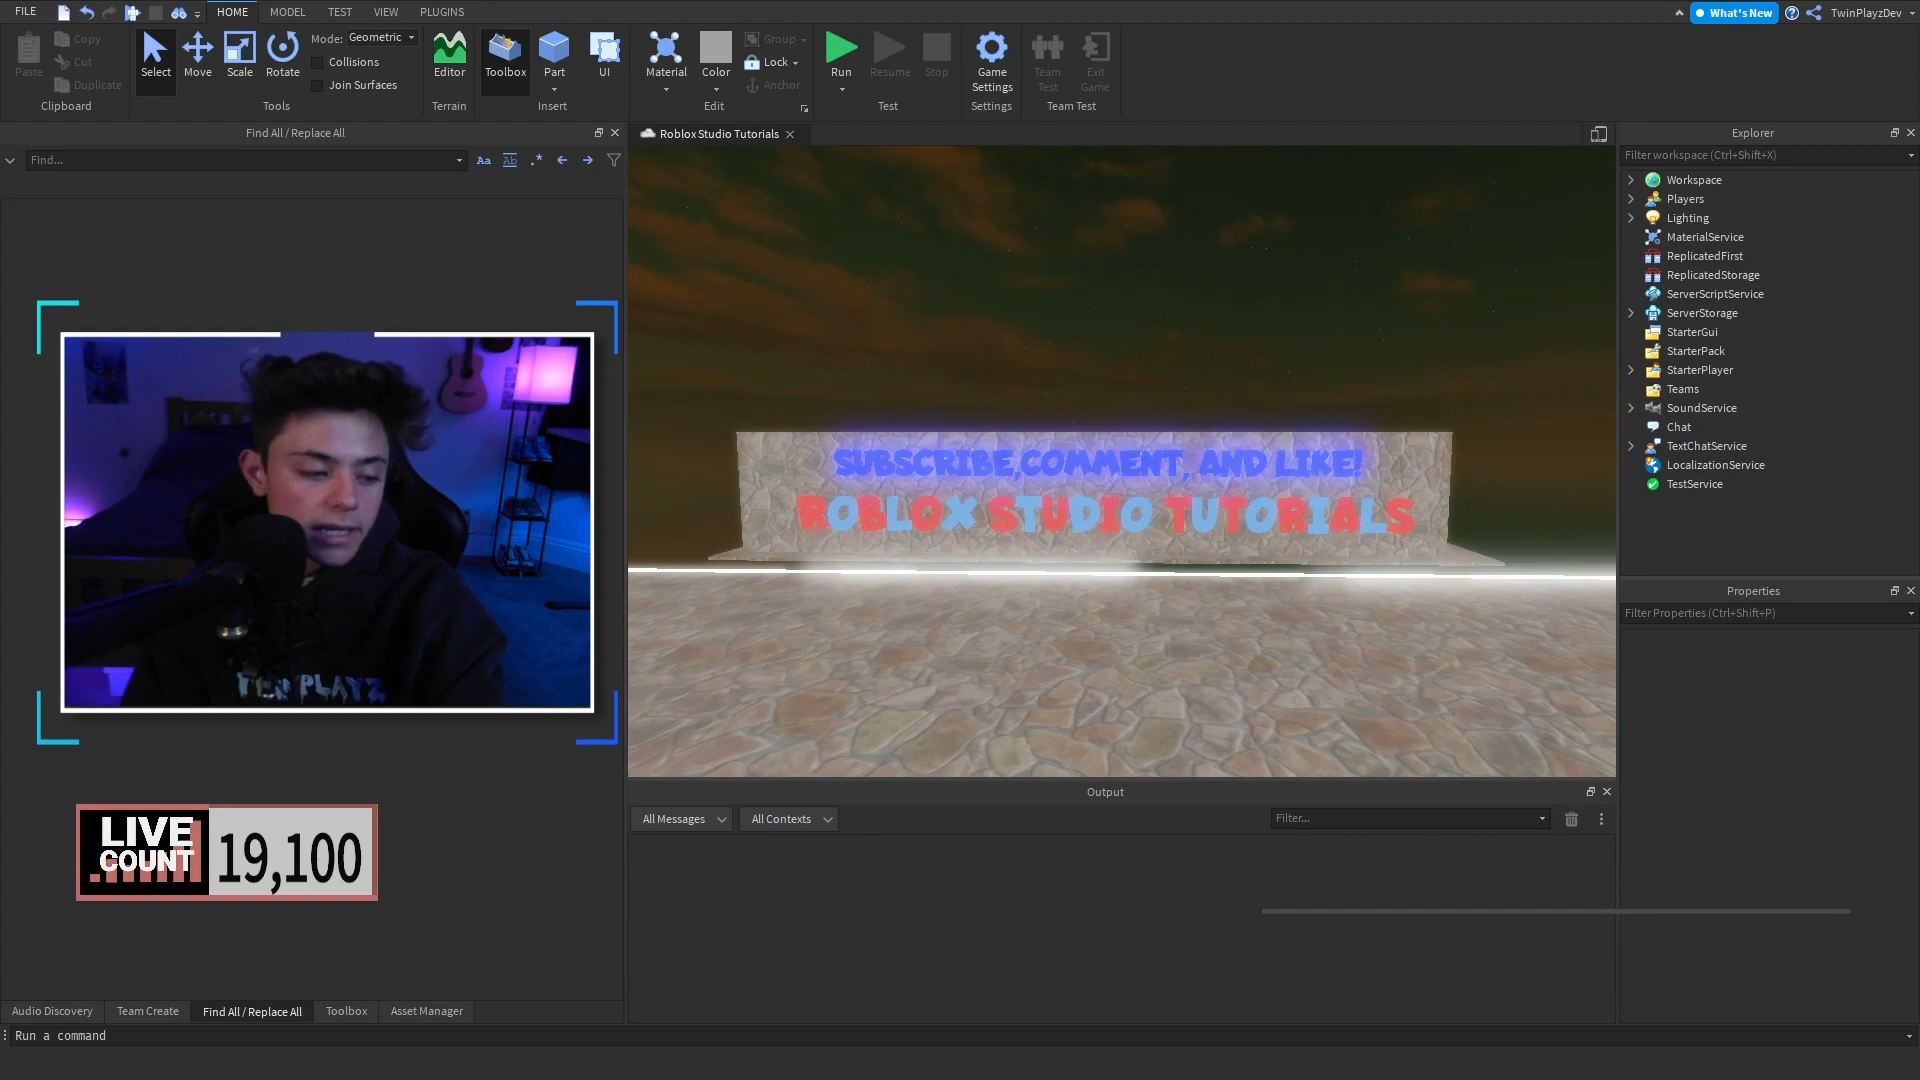 FILE
HOME
MODEL
TEST
VIEW
PLUGINS
What's New
TwinPlayzDev
Paste
Copy
Cut
Duplicate
Clipboard
Select
Move
Scale
Rotate
Mode: Geometric
Collisions
Join Surfaces
Tools
Editor
Terrain
Toolbox
Part
UI
Insert
Material
Color
Group
Lock
Anchor
Edit
Run
Resume
Stop
Test
Game
Settings
Settings
Team
Test
Exit
Game
Team Test
Find All / Replace All
Find...
Aa
Ab
.*
Roblox Studio Tutorials
SUBSCRIBE,COMMENT, AND LIKE!
ROBLOX STUDIO TUTORIALS
LIVE
COUNT
19,100
Output
All Messages
All Contexts
Filter...
Explorer
Filter workspace (Ctrl+Shift+X)
Workspace
Players
Lighting
MaterialService
ReplicatedFirst
ReplicatedStorage
ServerScriptService
ServerStorage
StarterGui
StarterPack
StarterPlayer
Teams
SoundService
Chat
TextChatService
LocalizationService
TestService
Properties
Filter Properties (Ctrl+Shift+P)
Audio Discovery
Team Create
Find All / Replace All
Toolbox
Asset Manager
Run a command